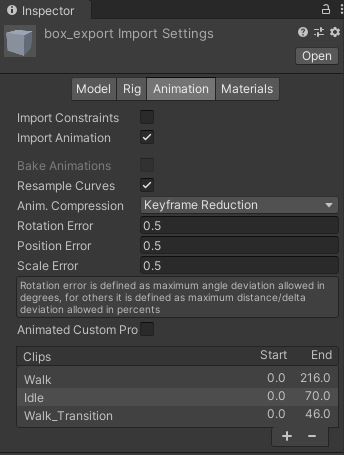 Inspector
box_export Import Settings
Open
Model Rig Animation Materials
Import Constraints
Import Animation
Bake Animations
Resample Curves
Anim. Compression Keyframe Reduction
Rotation Error 0.5
Position Error 0.5
Scale Error 0.5
Rotation error is defined as maximum angle deviation allowed in
degrees, for others it is defined as maximum distance/delta
deviation allowed in percents
Animated Custom Pro
Clips Start End
Walk 0.0 216.0
Idle 0.0 70.0
Walk_Transition 0.0 46.0
+ −